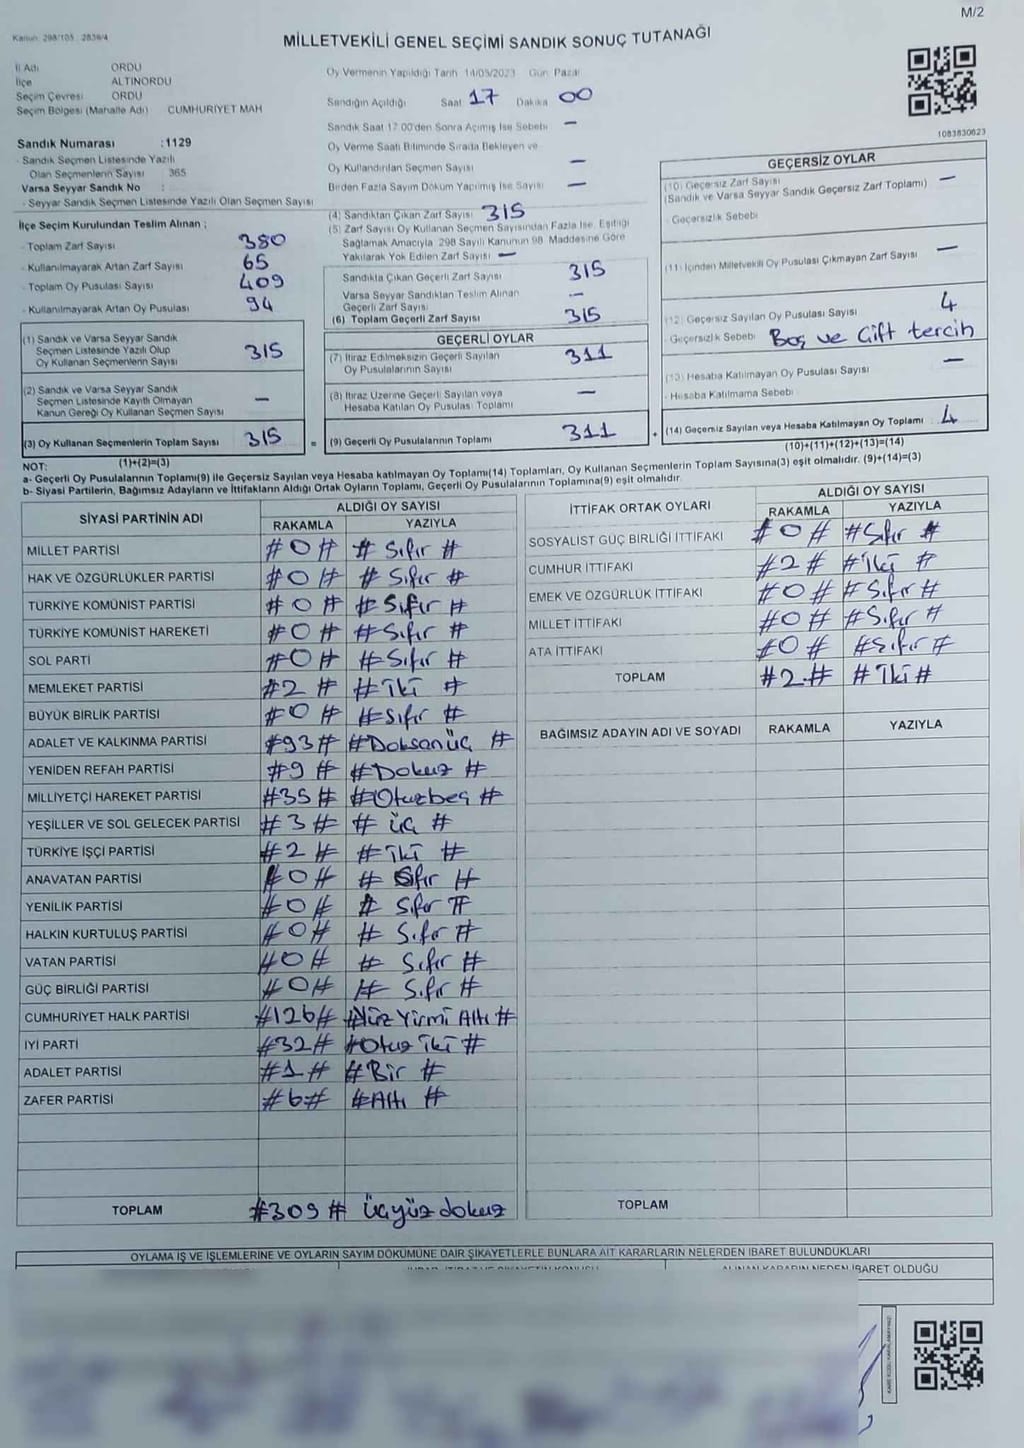 M/2
Kanun: 298/105 2839/4
MİLLETVEKİLİ GENEL SEÇİMİ SANDIK SONUÇ TUTANAĞI
İl Adı ORDU
İlçe ALTINORDU
Seçim Çevresi ORDU
Seçim Bölgesi (Mahalle Adı) CUMHURİYET MAH
Sandık Numarası :1129
- Sandık Seçmen Listesinde Yazılı
Olan Seçmenlerin Sayısı 365
Varsa Seyyar Sandık No :
- Seyyar Sandık Seçmen Listesinde Yazılı Olan Seçmen Sayısı
İlçe Seçim Kurulundan Teslim Alınan ;
- Toplam Zarf Sayısı 380
- Kullanılmayarak Artan Zarf Sayısı 65
- Toplam Oy Pusulası Sayısı 409
- Kullanılmayarak Artan Oy Pusulası 94
(1) Sandık ve Varsa Seyyar Sandık
Seçmen Listesinde Yazılı Olup
Oy Kullanan Seçmenlerin Sayısı 315
(2) Sandık ve Varsa Seyyar Sandık
Seçmen Listesinde Kayıtlı Olmayan
Kanun Gereği Oy Kullanan Seçmen Sayısı —
(3) Oy Kullanan Seçmenlerin Toplam Sayısı 315 =
(1)+(2)=(3)
Oy Vermenin Yapıldığı Tarih 14/05/2023 Gün Pazar
Sandığın Açıldığı Saat 17 Dakika 00
Sandık Saat 17:00'den Sonra Açılmış İse Sebebi —
Oy Verme Saati Bitiminde Sırada Bekleyen ve
Oy Kullandırılan Seçmen Sayısı —
Birden Fazla Sayım Döküm Yapılmış İse Sayısı —
(4) Sandıktan Çıkan Zarf Sayısı 315
(5) Zarf Sayısı Oy Kullanan Seçmen Sayısından Fazla İse, Eşitliği
Sağlamak Amacıyla 298 Sayılı Kanunun 98. Maddesine Göre
Yakılarak Yok Edilen Zarf Sayısı —
Sandıkta Çıkan Geçerli Zarf Sayısı 315
Varsa Seyyar Sandıktan Teslim Alınan
Geçerli Zarf Sayısı —
(6) Toplam Geçerli Zarf Sayısı 315
GEÇERLİ OYLAR
(7) İtiraz Edilmeksizin Geçerli Sayılan
Oy Pusulalarının Sayısı 311
(8) İtiraz Üzerine Geçerli Sayılan veya
Hesaba Katılan Oy Pusulası Toplamı —
(9) Geçerli Oy Pusulalarının Toplamı 311 +
1083830623
GEÇERSİZ OYLAR
(10) Geçersiz Zarf Sayısı —
(Sandık ve Varsa Seyyar Sandık Geçersiz Zarf Toplamı)
- Geçersizlik Sebebi
(11) İçinden Milletvekili Oy Pusulası Çıkmayan Zarf Sayısı —
(12) Geçersiz Sayılan Oy Pusulası Sayısı 4
- Geçersizlik Sebebi Boş ve Çift tercih
(13) Hesaba Katılmayan Oy Pusulası Sayısı —
- Hesaba Katılmama Sebebi
(14) Geçersiz Sayılan veya Hesaba Katılmayan Oy Toplamı : 4
(10)+(11)+(12)+(13)=(14)
NOT:
a- Geçerli Oy Pusulalarının Toplamı(9) ile Geçersiz Sayılan veya Hesaba katılmayan Oy Toplamı(14) Toplamları, Oy Kullanan Seçmenlerin Toplam Sayısına(3) eşit olmalıdır. (9)+(14)=(3)
b- Siyasi Partilerin, Bağımsız Adayların ve İttifakların Aldığı Ortak Oyların Toplamı, Geçerli Oy Pusulalarının Toplamına(9) eşit olmalıdır.
SİYASİ PARTİNİN ADI ALDIĞI OY SAYISI
RAKAMLA YAZIYLA
MİLLET PARTİSİ #0# # Sıfır #
HAK VE ÖZGÜRLÜKLER PARTİSİ #0# # Sıfır #
TÜRKİYE KOMÜNİST PARTİSİ #0# # Sıfır #
TÜRKİYE KOMÜNİST HAREKETİ #0# # Sıfır #
SOL PARTİ #0# # Sıfır #
MEMLEKET PARTİSİ #2# # iki #
BÜYÜK BİRLİK PARTİSİ #0# # Sıfır #
ADALET VE KALKINMA PARTİSİ #93# # Doksanüç #
YENİDEN REFAH PARTİSİ #9# # Dokuz #
MİLLİYETÇİ HAREKET PARTİSİ #35# # Otuzbeş #
YEŞİLLER VE SOL GELECEK PARTİSİ #3# # üç #
TÜRKİYE İŞÇİ PARTİSİ #2# # iki #
ANAVATAN PARTİSİ #0# # Sıfır #
YENİLİK PARTİSİ #0# # Sıfır #
HALKIN KURTULUŞ PARTİSİ #0# # Sıfır #
VATAN PARTİSİ #0# # Sıfır #
GÜÇ BİRLİĞİ PARTİSİ #0# # Sıfır #
CUMHURİYET HALK PARTİSİ #126# # Yüz Yirmi Altı #
İYİ PARTİ #32# # Otuz iki #
ADALET PARTİSİ #1# # Bir #
ZAFER PARTİSİ #6# # Altı #
TOPLAM #309# üçyüz dokuz
İTTİFAK ORTAK OYLARI ALDIĞI OY SAYISI
RAKAMLA YAZIYLA
SOSYALİST GÜÇ BİRLİĞİ İTTİFAKI #0# # Sıfır #
CUMHUR İTTİFAKI #2# # iki #
EMEK VE ÖZGÜRLÜK İTTİFAKI #0# # Sıfır #
MİLLET İTTİFAKI #0# # Sıfır #
ATA İTTİFAKI #0# # Sıfır #
TOPLAM #2# # iki #
BAĞIMSIZ ADAYIN ADI VE SOYADI RAKAMLA YAZIYLA
TOPLAM
OYLAMA İŞ VE İŞLEMLERİNE VE OYLARIN SAYIM DÖKÜMÜNE DAİR ŞİKAYETLERLE BUNLARA AİT KARARLARIN NELERDEN İBARET BULUNDUKLARI
ALINAN KARARIN NEDEN İBARET OLDUĞU